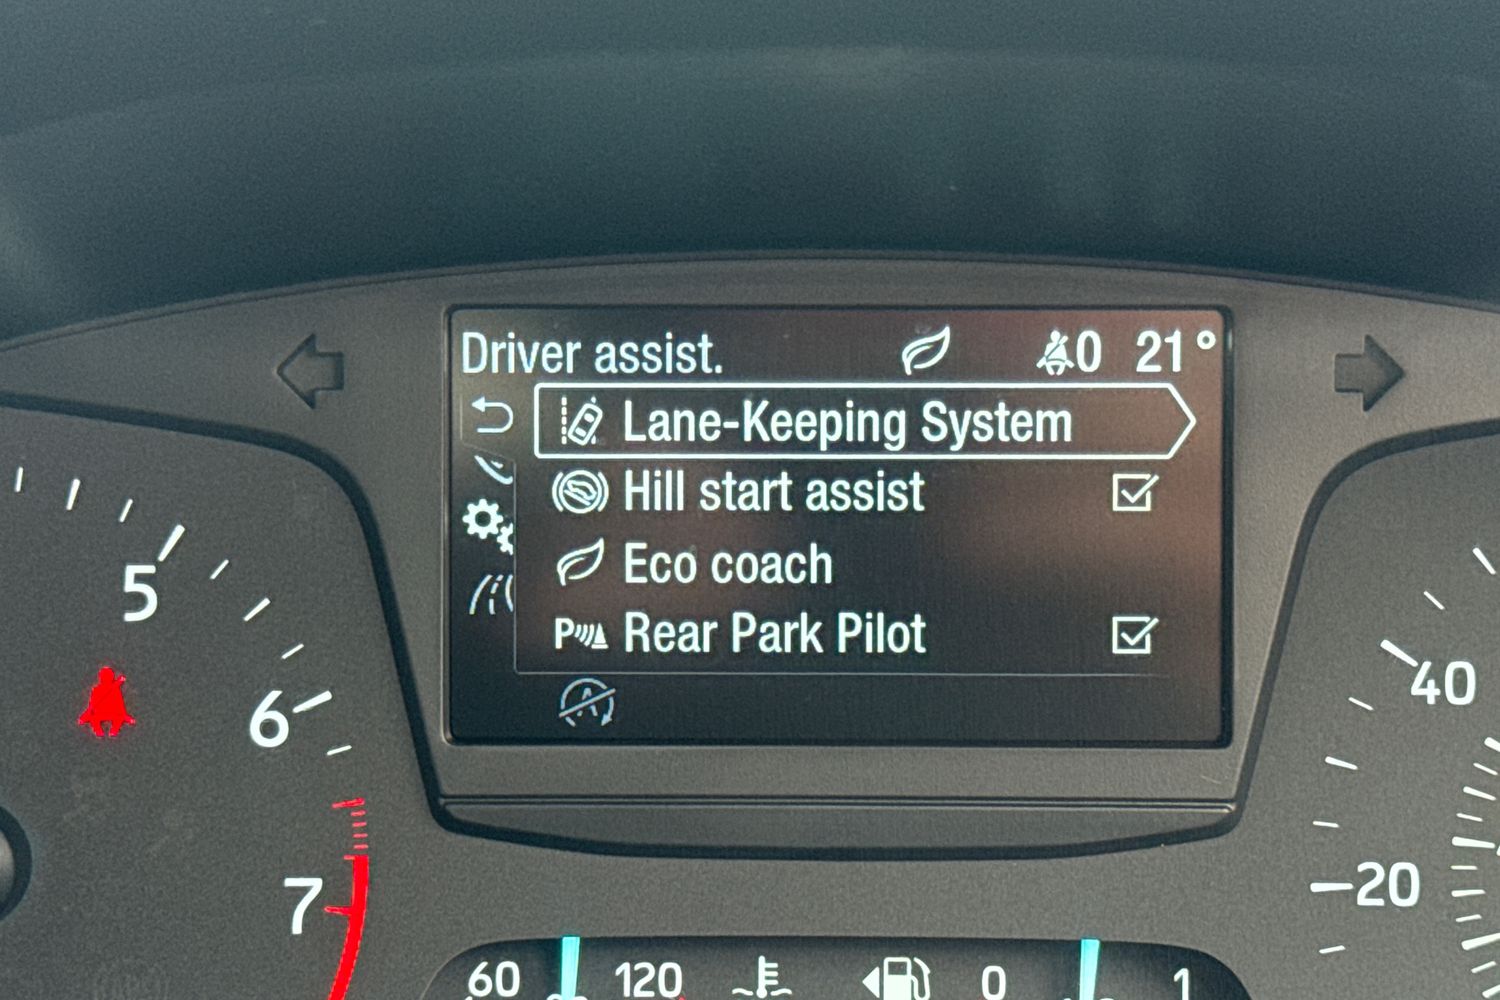 Driver assist. 0 21°
Lane-Keeping System
Hill start assist
Eco coach
P Rear Park Pilot
A
5
6
7
40
20
60 120 0 1